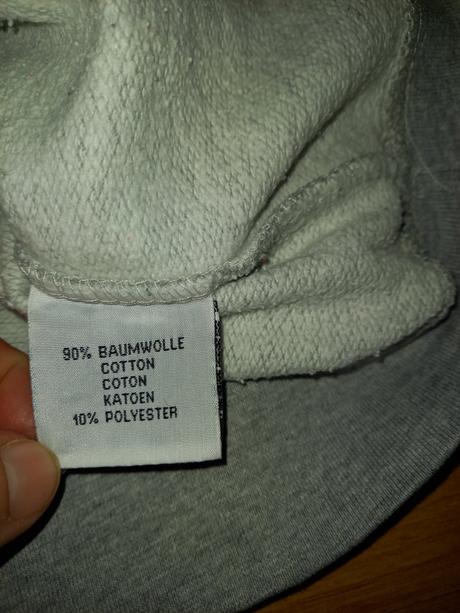 90% BAUMWOLLE
COTTON
COTON
KATOEN
10% POLYESTER